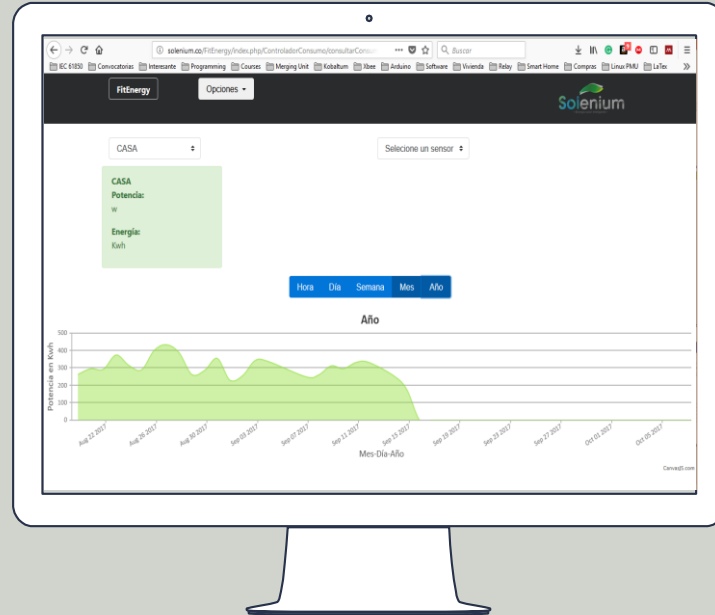 solenium.co/FitEnergy/index.php/ControladorConsumo/consultarConsu
Buscar
IEC 61850 Convocatorias Interesante Programming Courses Merging Unit Kobaltum Xbee Arduino Software Vivienda Relay Smart Home Compras Linux PMU LaTex
FitEnergy Opciones
Solenium
CASA Selecione un sensor
CASA
Potencia:
w
Energía:
Kwh
Hora Día Semana Mes Año
Año
Potencia en Kwh
500
400
300
200
100
0
Aug 22 2017 Aug 26 2017 Aug 30 2017 Sep 03 2017 Sep 07 2017 Sep 11 2017 Sep 15 2017 Sep 19 2017 Sep 23 2017 Sep 27 2017 Oct 01 2017 Oct 05 2017
Mes-Día-Año
CanvasJS.com